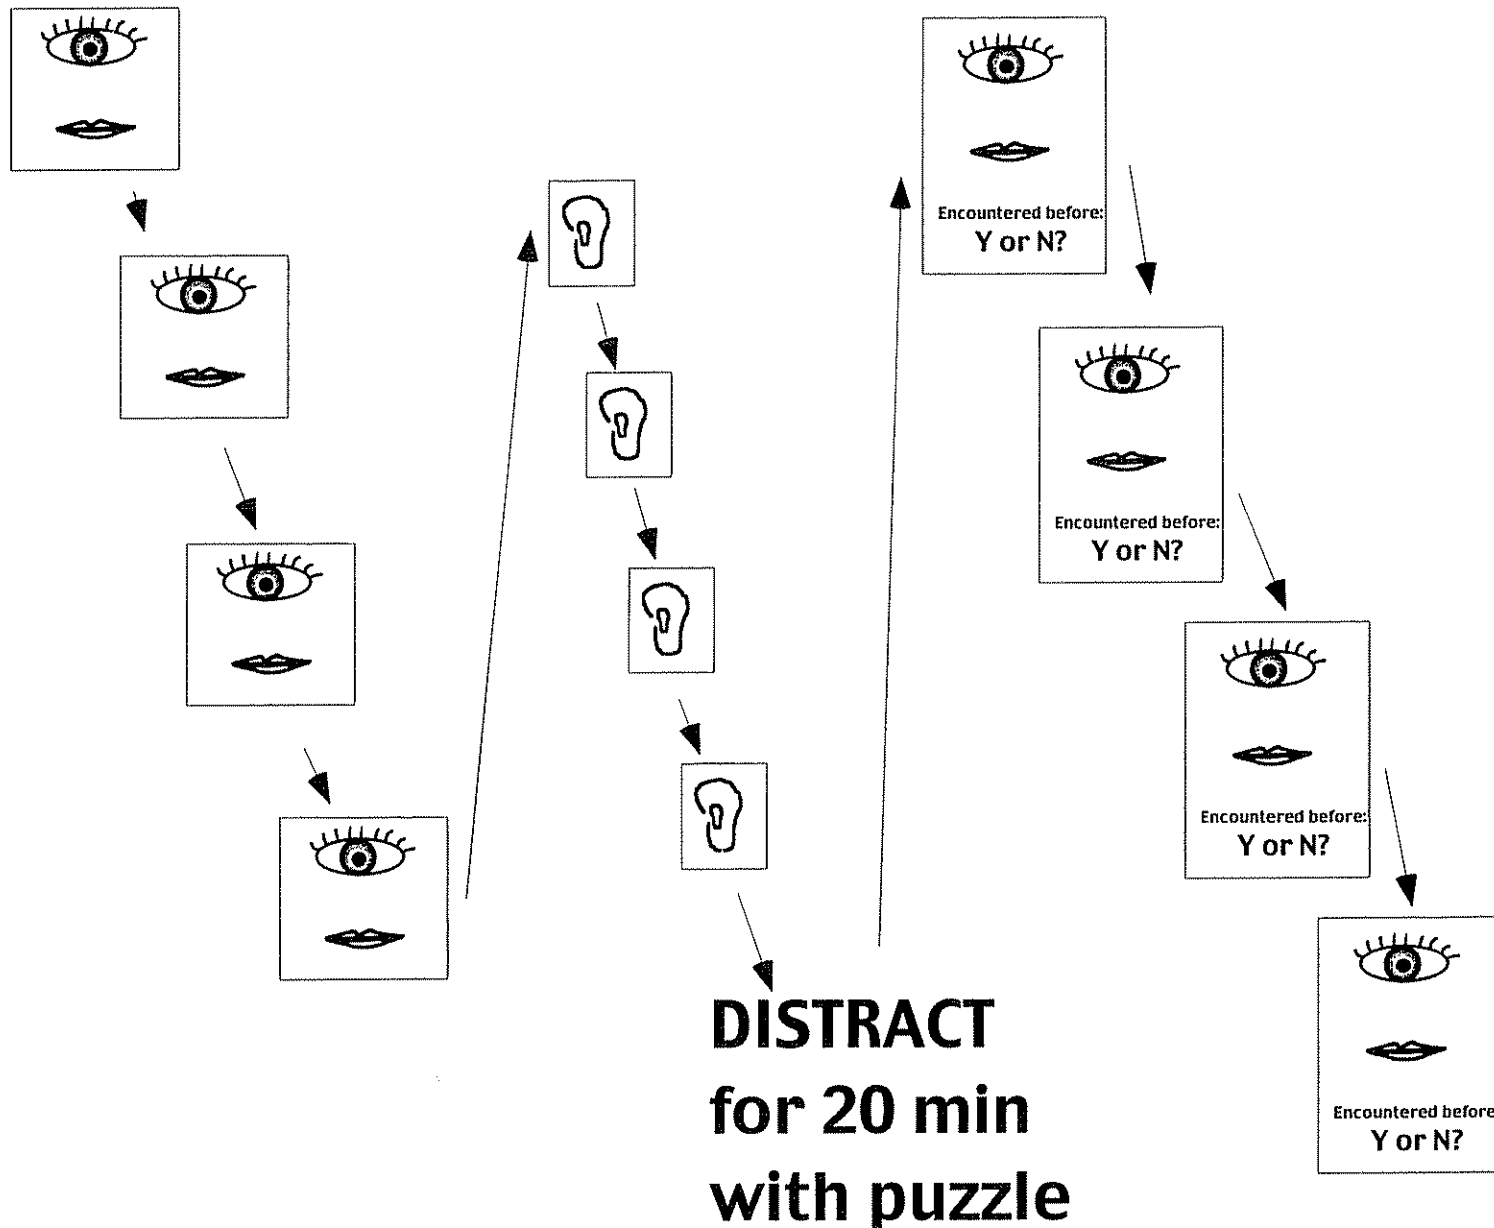 Encountered before:
Y or N?
Encountered before:
Y or N?
Encountered before:
Y or N?
Encountered before
Y or N?
DISTRACT
for 20 min
with puzzle